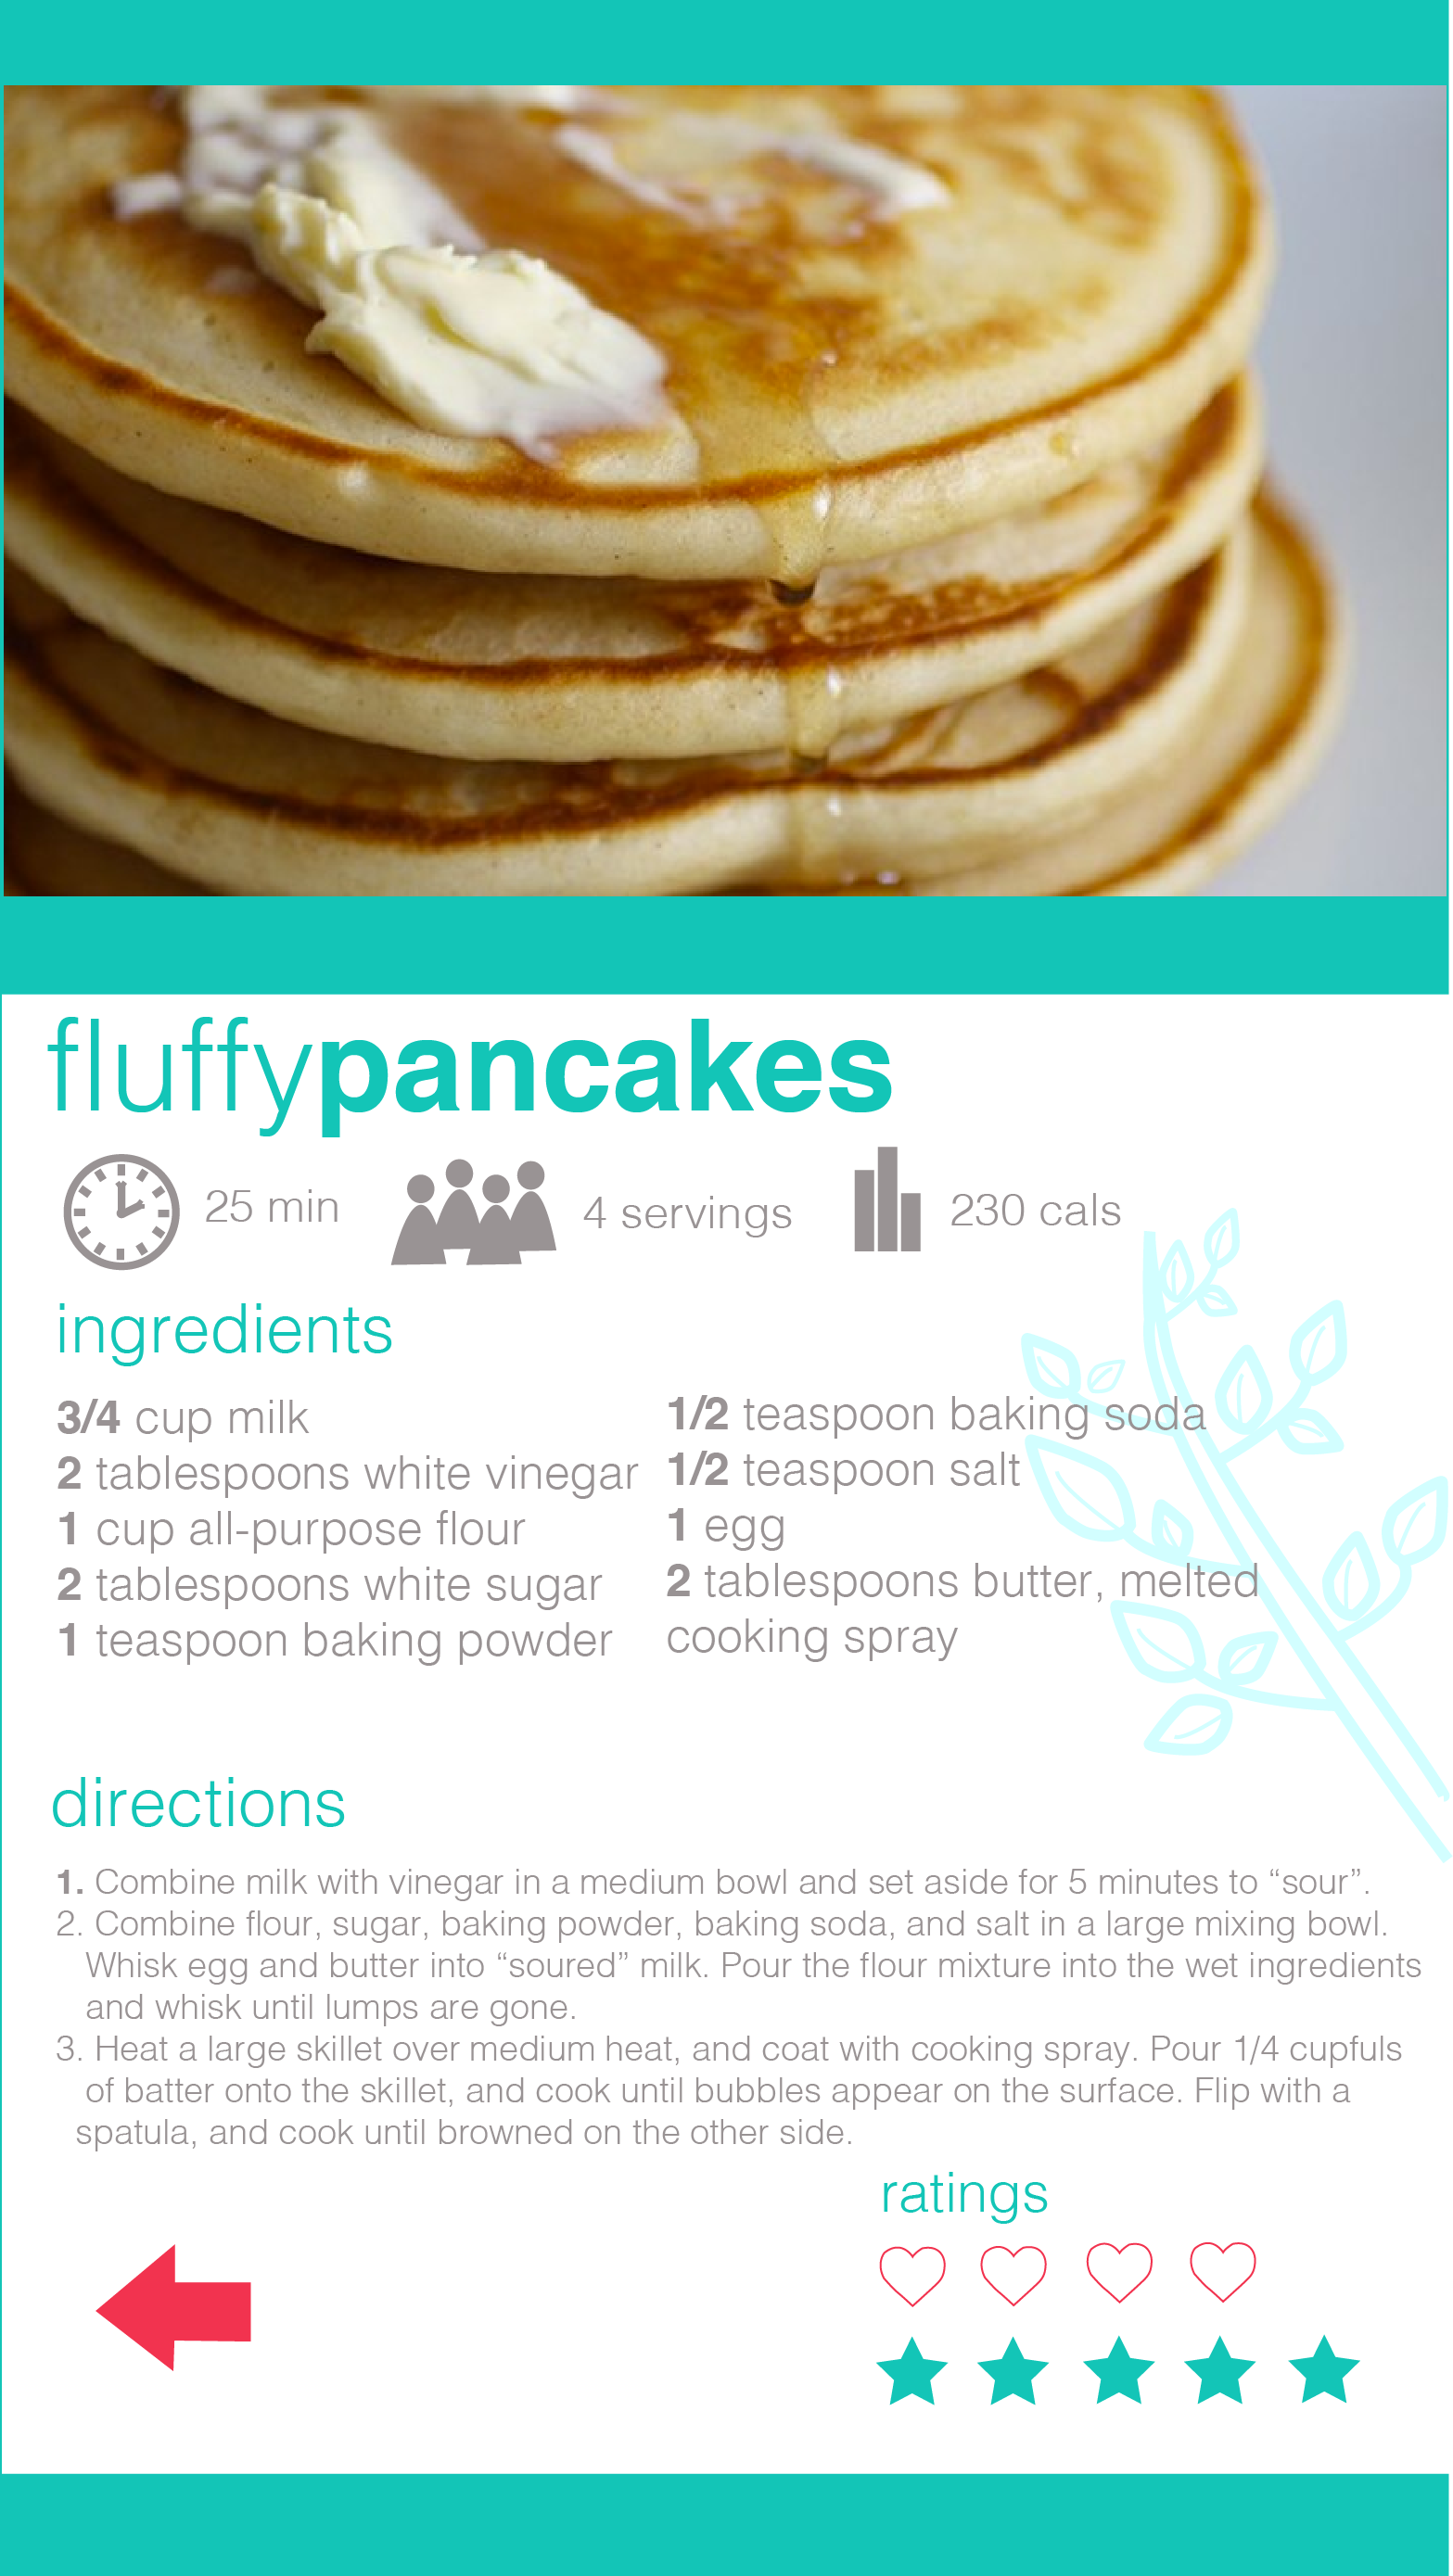 fluffypancakes
25 min
4 servings
230 cals
ingredients
3/4 cup milk
2 tablespoons white vinegar
1 cup all-purpose flour
2 tablespoons white sugar
1 teaspoon baking powder
1/2 teaspoon baking soda
1/2 teaspoon salt
1 egg
2 tablespoons butter, melted
cooking spray
directions
1. Combine milk with vinegar in a medium bowl and set aside for 5 minutes to “sour”.
2. Combine flour, sugar, baking powder, baking soda, and salt in a large mixing bowl.
Whisk egg and butter into “soured” milk. Pour the flour mixture into the wet ingredients
and whisk until lumps are gone.
3. Heat a large skillet over medium heat, and coat with cooking spray. Pour 1/4 cupfuls
of batter onto the skillet, and cook until bubbles appear on the surface. Flip with a
spatula, and cook until browned on the other side.
ratings